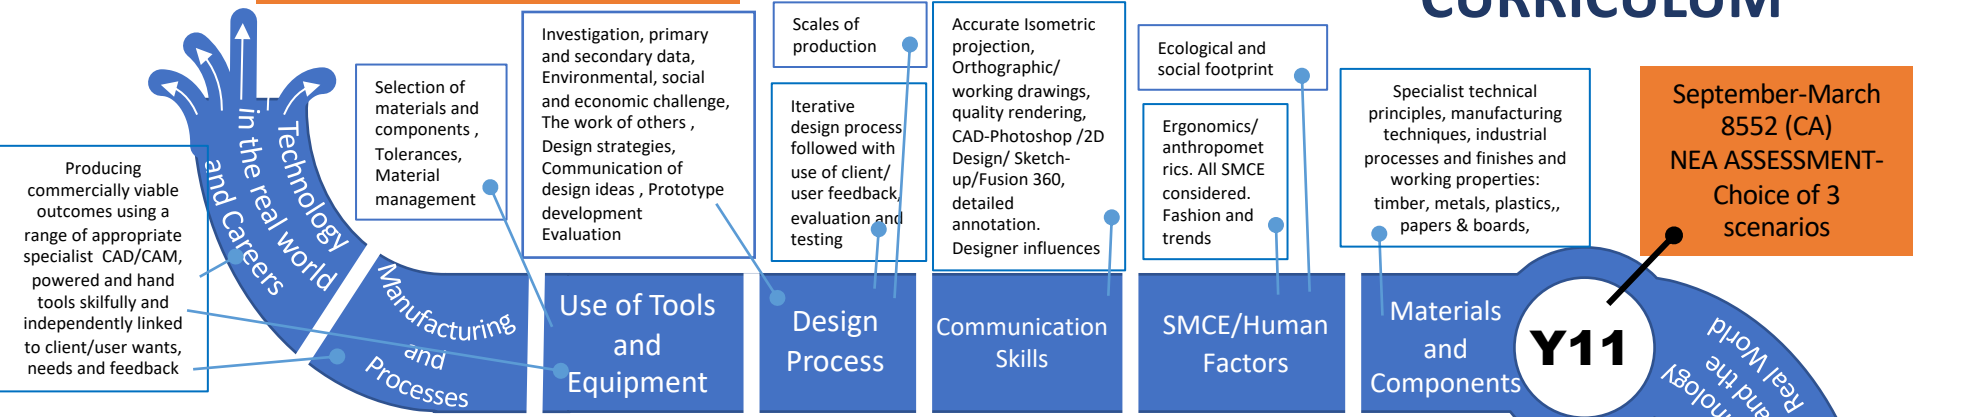 CURRICULUM
Producing
commercially viable
outcomes using a
range of appropriate
specialist CAD/CAM,
powered and hand
tools skilfully and
independently linked
to client/user wants,
needs and feedback
Technology
in the real world
and Careers
Selection of
materials and
components ,
Tolerances,
Material
management
Investigation, primary
and secondary data,
Environmental, social
and economic challenge,
The work of others ,
Design strategies,
Communication of
design ideas , Prototype
development
Evaluation
Scales of
production
Iterative
design process
followed with
use of client/
user feedback,
evaluation and
testing
Accurate Isometric
projection,
Orthographic/
working drawings,
quality rendering,
CAD-Photoshop /2D
Design/ Sketch-
up/Fusion 360,
detailed
annotation.
Designer influences
Ecological and
social footprint
Ergonomics/
anthropomet
rics. All SMCE
considered.
Fashion and
trends
Specialist technical
principles, manufacturing
techniques, industrial
processes and finishes and
working properties:
timber, metals, plastics,,
papers & boards,
September-March
8552 (CA)
NEA ASSESSMENT-
Choice of 3
scenarios
Manufacturing
and
Processes
Use of Tools
and
Equipment
Design
Process
Communication
Skills
SMCE/Human
Factors
Materials
and
Components
Y11
and the
Real World